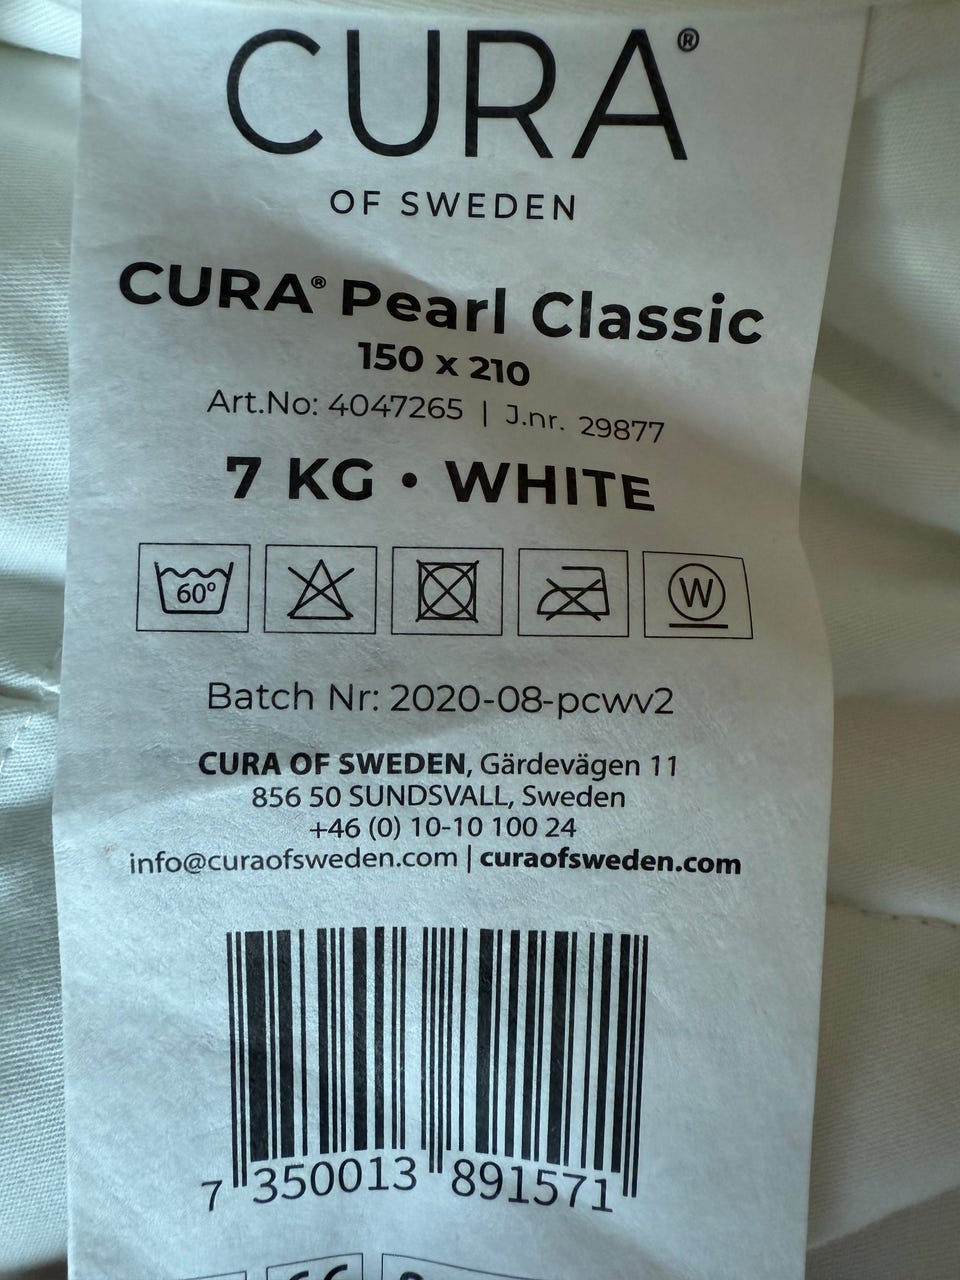 CURA®
OF SWEDEN
CURA® Pearl Classic
150 x 210
Art.No: 4047265 | J.nr. 29877
7 KG • WHITE
60° W
Batch Nr: 2020-08-pcwv2
CURA OF SWEDEN, Gärdevägen 11
856 50 SUNDSVALL, Sweden
+46 (0) 10-10 100 24
info@curaofsweden.com | curaofsweden.com
7 350013 891571